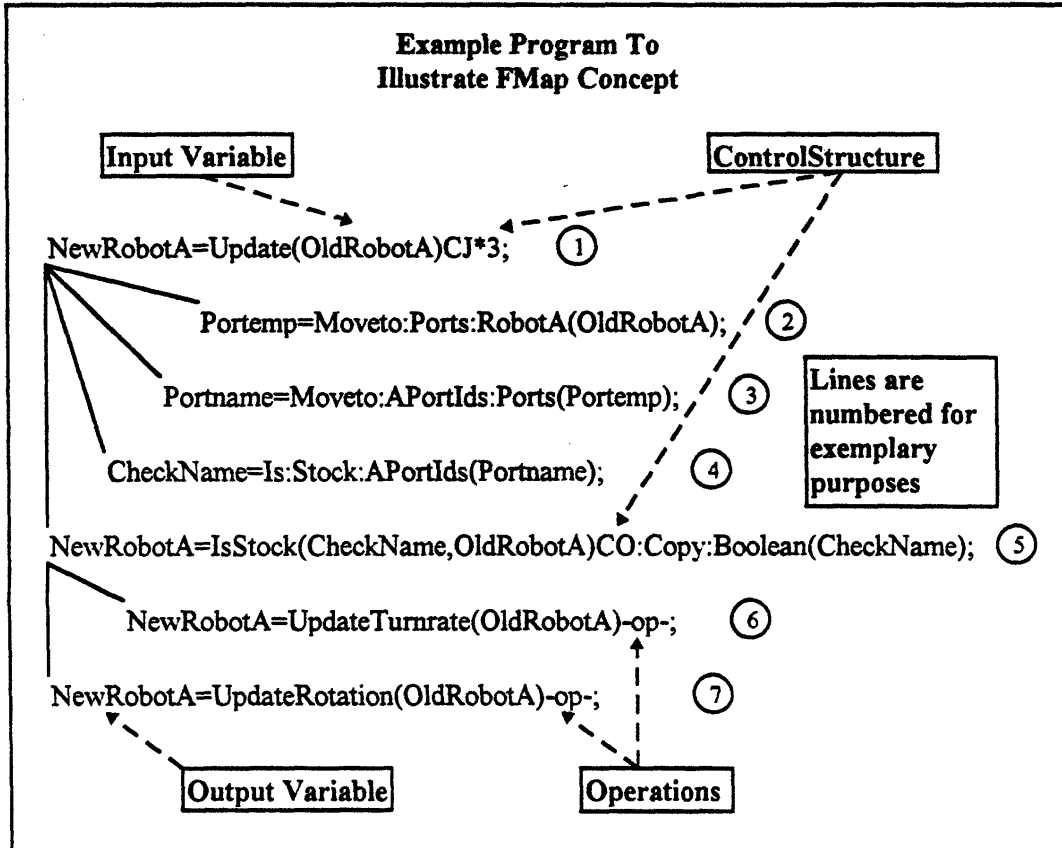 Example Program To
Illustrate FMap Concept
Input Variable
ControlStructure
NewRobotA=Update(OldRobotA)CJ*3; 1
Portemp=Moveto:Ports:RobotA(OldRobotA); 2
Portname=Moveto:APortIds:Ports(Portemp); 3
Lines are
numbered for
exemplary
purposes
CheckName=Is:Stock:APortIds(Portname); 4
NewRobotA=IsStock(CheckName,OldRobotA)CO:Copy:Boolean(CheckName); 5
NewRobotA=UpdateTurnrate(OldRobotA)-op-; 6
NewRobotA=UpdateRotation(OldRobotA)-op-; 7
Output Variable
Operations